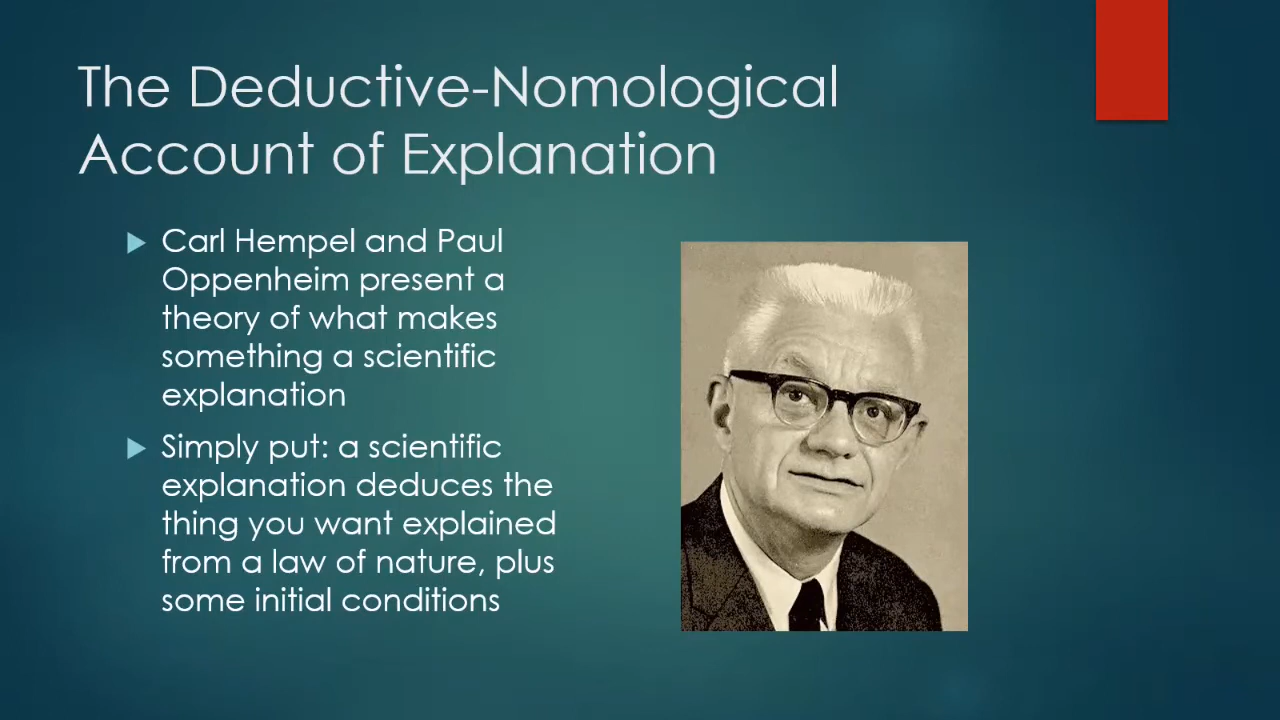 The Deductive-Nomological
Account of Explanation
Carl Hempel and Paul
Oppenheim present a
theory of what makes
something a scientific
explanation
Simply put: a scientific
explanation deduces the
thing you want explained
from a law of nature, plus
some initial conditions